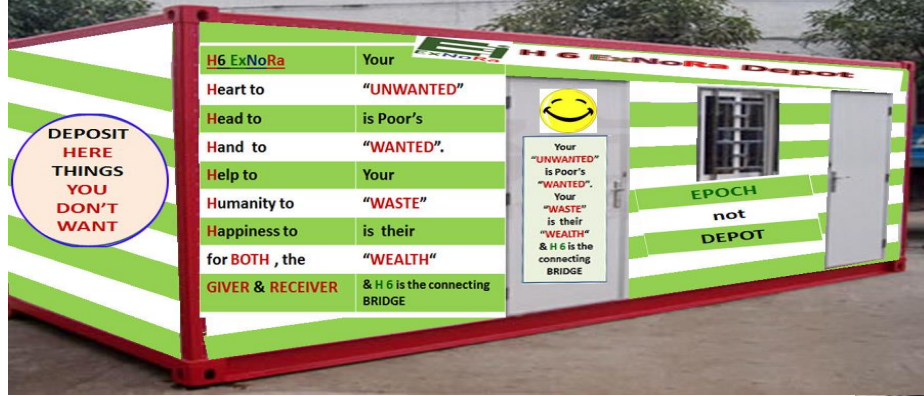 DEPOSIT
HERE
THINGS
YOU
DON'T
WANT
H6 ExNoRa Your
Heart to "UNWANTED"
Head to is Poor's
Hand to "WANTED".
Help to Your
Humanity to "WASTE"
Happiness to is their
for BOTH , the "WEALTH"
GIVER & RECEIVER & H 6 is the connecting
BRIDGE
ExNoRa
H 6 ExNoRa Depot
Your
"UNWANTED"
is Poor's
"WANTED".
Your
"WASTE"
is their
"WEALTH"
& H 6 is the
connecting
BRIDGE
EPOCH
not
DEPOT